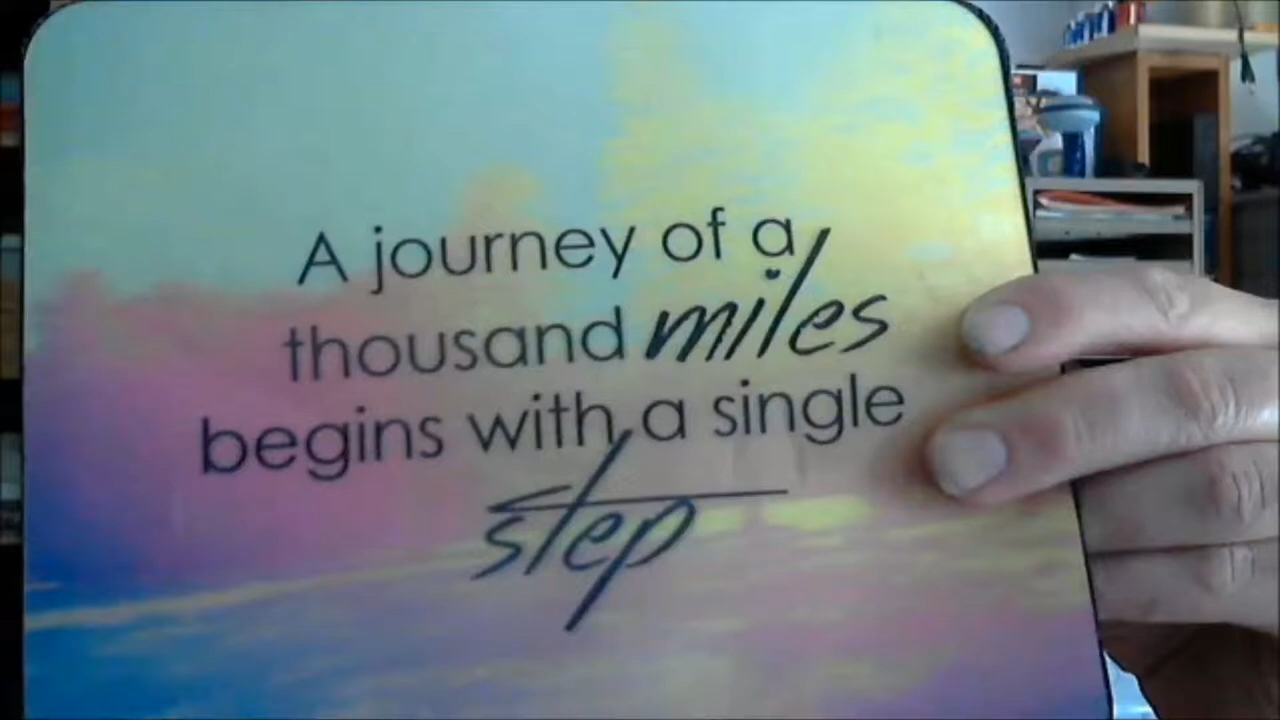 A journey of a
thousand miles
begins with a single
step